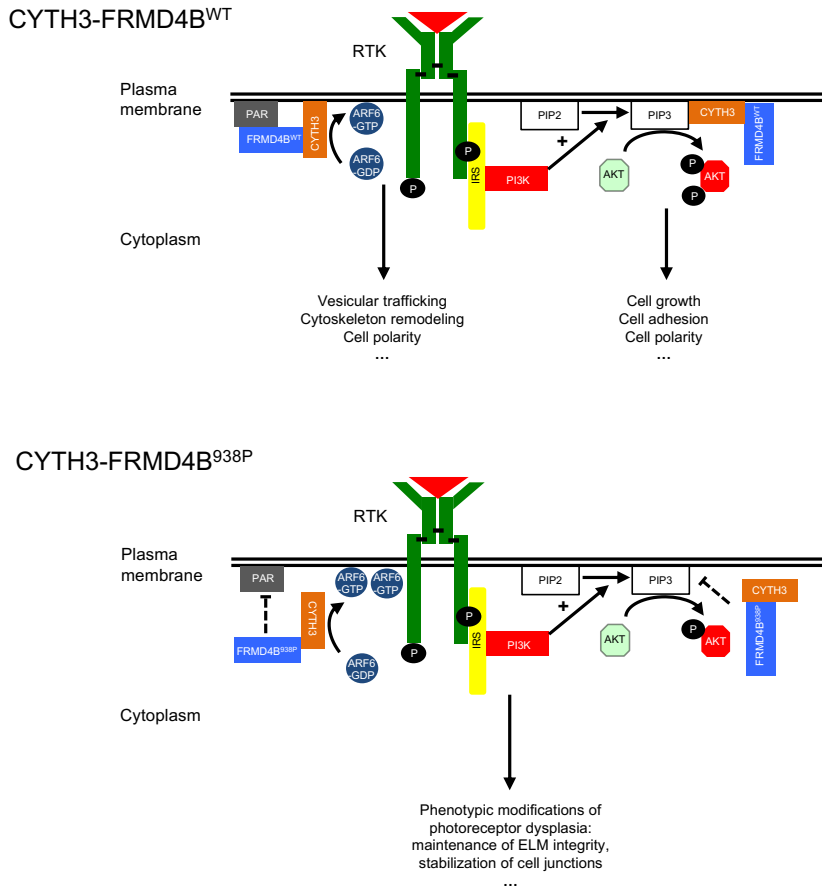 CYTH3-FRMD4BWT
RTK
Plasma
membrane
PAR
FRMD4BWT
CYTH3
ARF6
-GTP
ARF6
-GDP
P
P
IRS
PI3K
PIP2
+
PIP3
CYTH3
FRMD4BWT
AKT
P
AKT
P
Cytoplasm
Vesicular trafficking
Cytoskeleton remodeling
Cell polarity
...
Cell growth
Cell adhesion
Cell polarity
...
CYTH3-FRMD4B938P
RTK
Plasma
membrane
PAR
FRMD4B938P
CYTH3
ARF6
-GTP
ARF6
-GTP
ARF6
-GDP
P
P
IRS
PI3K
PIP2
+
PIP3
CYTH3
FRMD4B938P
AKT
P
AKT
Cytoplasm
Phenotypic modifications of
photoreceptor dysplasia:
maintenance of ELM integrity,
stabilization of cell junctions
...